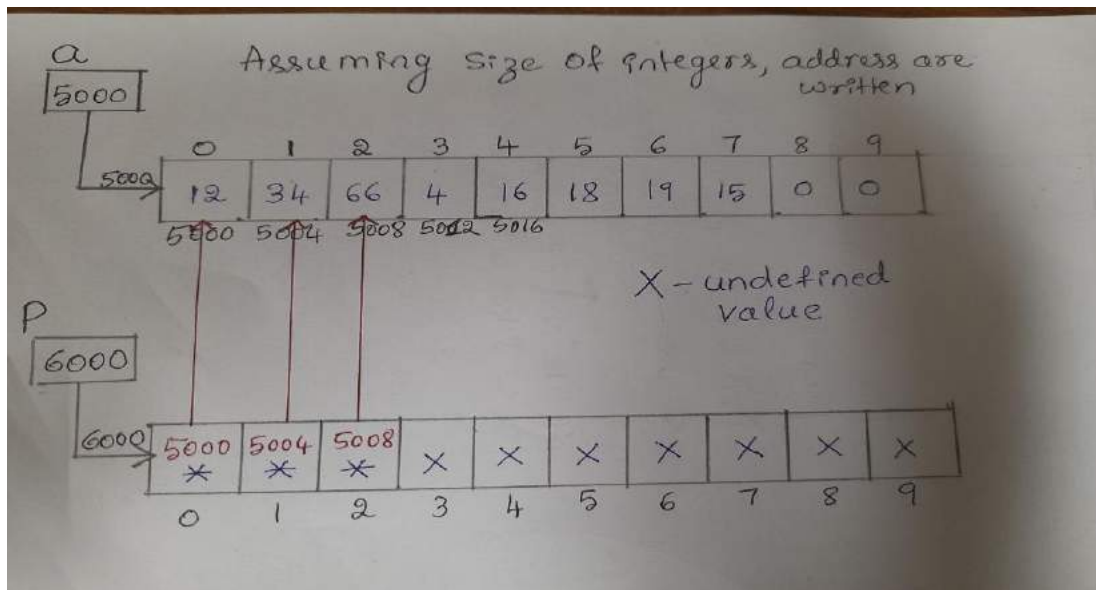 a
Assuming size of integers, address are
written
5000
0 1 2 3 4 5 6 7 8 9
5000
12 34 66 4 16 18 19 15 0 0
5000 5004 5008 5012 5016
X - undefined
value
P
6000
6000
5000 5004 5008
X X X X X X X X X X
0 1 2 3 4 5 6 7 8 9